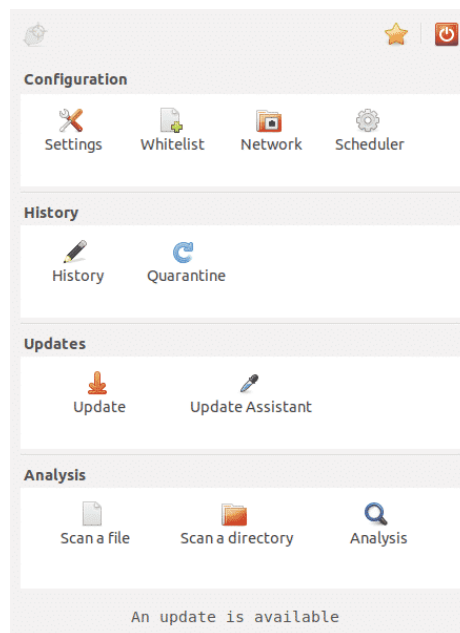 Configuration
Settings Whitelist Network Scheduler
History
History Quarantine
Updates
Update Update Assistant
Analysis
Scan a file Scan a directory Analysis
An update is available